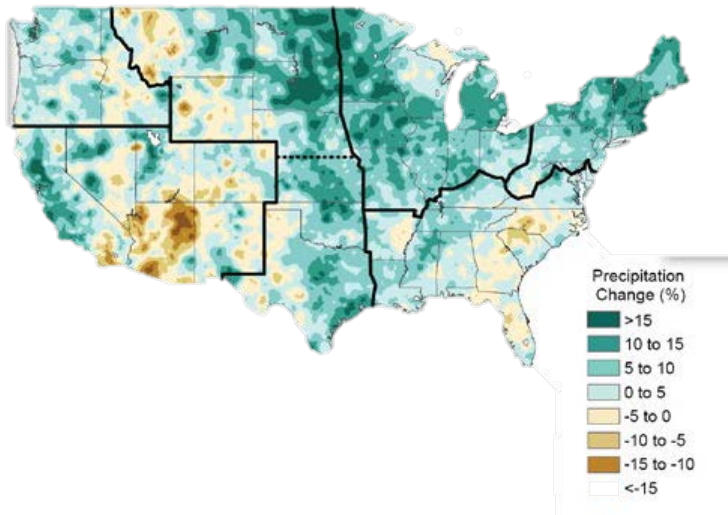 Precipitation
Change (%)
>15
10 to 15
5 to 10
0 to 5
-5 to 0
-10 to -5
-15 to -10
<-15